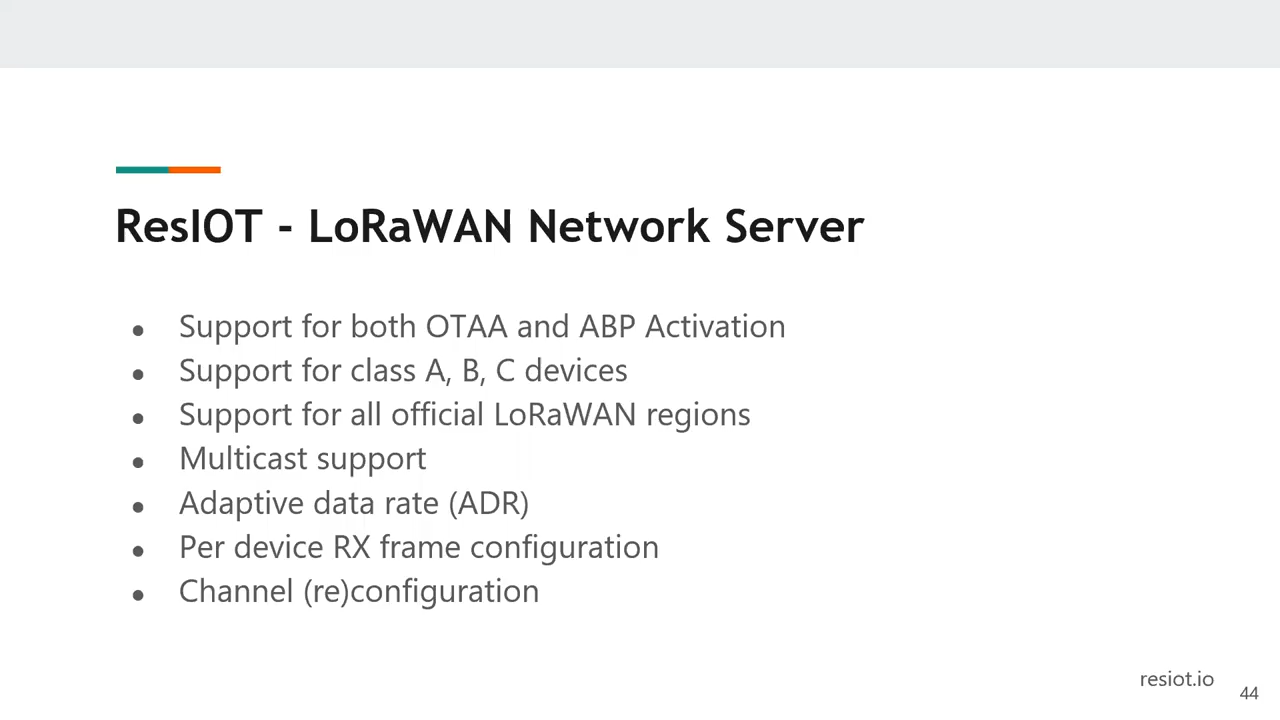 ResIOT - LoRaWAN Network Server
● Support for both OTAA and ABP Activation
● Support for class A, B, C devices
● Support for all official LoRaWAN regions
● Multicast support
● Adaptive data rate (ADR)
● Per device RX frame configuration
● Channel (re)configuration
resiot.io
44